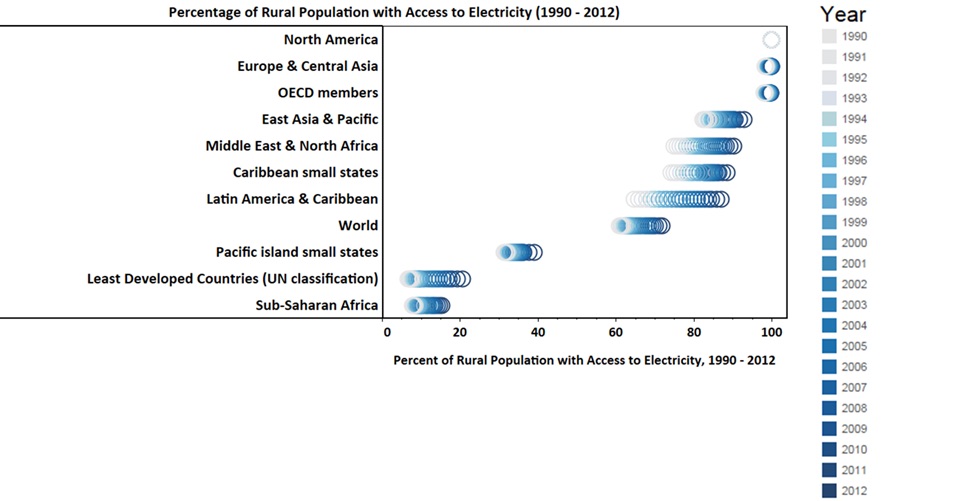 Percentage of Rural Population with Access to Electricity (1990 - 2012)
North America
Europe & Central Asia
OECD members
East Asia & Pacific
Middle East & North Africa
Caribbean small states
Latin America & Caribbean
World
Pacific island small states
Least Developed Countries (UN classification)
Sub-Saharan Africa
0 20 40 60 80 100
Percent of Rural Population with Access to Electricity, 1990 - 2012
Year
1990
1991
1992
1993
1994
1995
1996
1997
1998
1999
2000
2001
2002
2003
2004
2005
2006
2007
2008
2009
2010
2011
2012